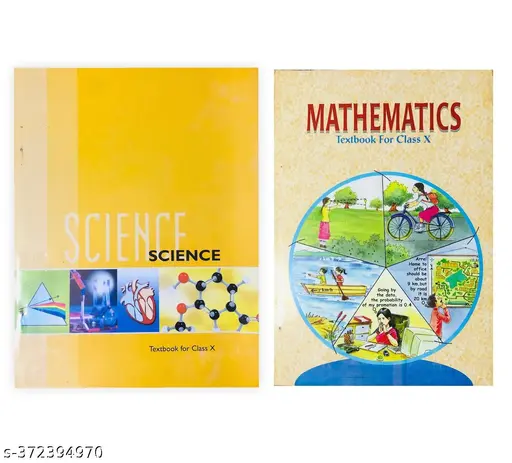 SCIENCE
SCIENCE
Textbook for Class X
MATHEMATICS
Textbook For Class X
Home to
office
should be
about
9 km.but
by road
it is
20 km
Going by
the data,
the probability
of my promotion is 0.4
s-372394970